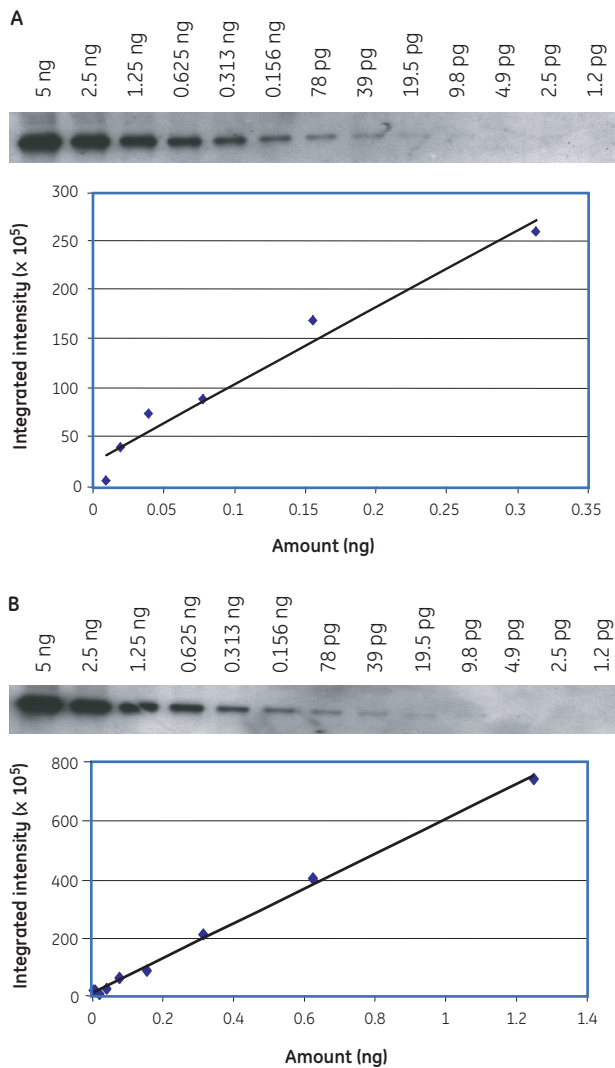 A
5 ng 2.5 ng 1.25 ng 0.625 ng 0.313 ng 0.156 ng 78 pg 39 pg 19.5 pg 9.8 pg 4.9 pg 2.5 pg 1.2 pg
Integrated intensity (x 10⁵)
300
250
200
150
100
50
0
0 0.05 0.1 0.15 0.2 0.25 0.3 0.35
Amount (ng)
B
5 ng 2.5 ng 1.25 ng 0.625 ng 0.313 ng 0.156 ng 78 pg 39 pg 19.5 pg 9.8 pg 4.9 pg 2.5 pg 1.2 pg
Integrated intensity (x 10⁵)
800
600
400
200
0
0 0.2 0.4 0.6 0.8 1 1.2 1.4
Amount (ng)